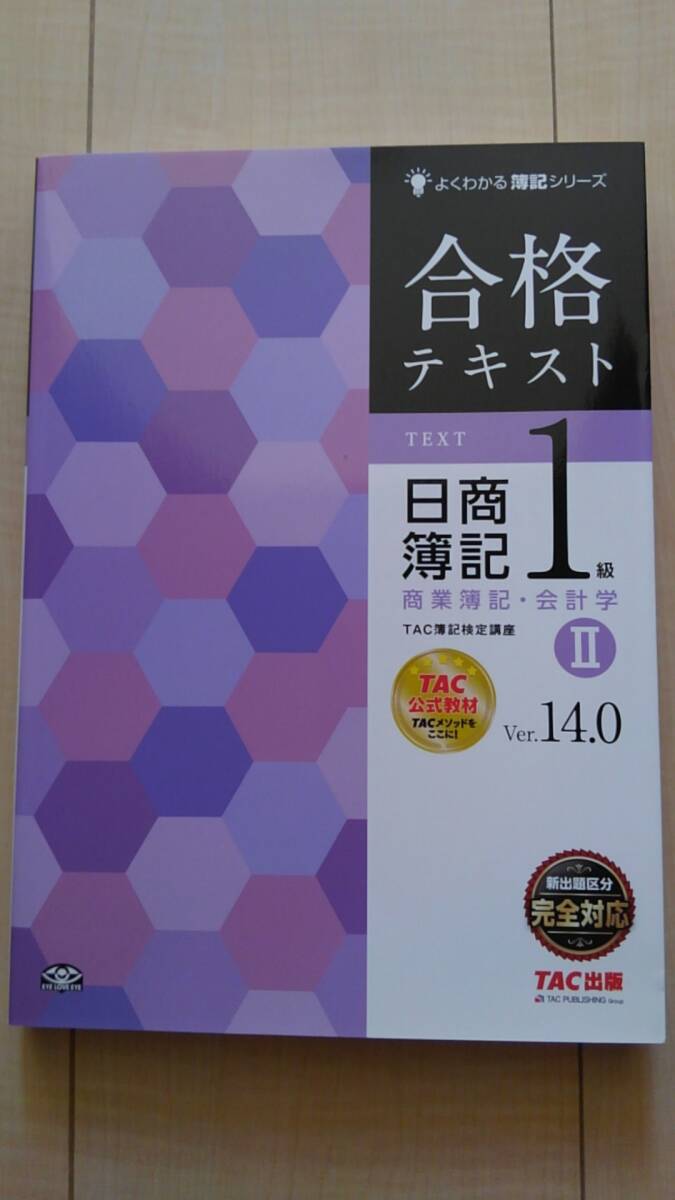 よくわかる簿記シリーズ
合格
テキスト
TEXT
日商
簿記
1級
商業簿記・会計学
TAC簿記検定講座
II
TAC
公式教材
TACメソッドを
ここに!
Ver.14.0
新出題区分
完全対応
TAC出版
TAC PUBLISHING Group
EYE LOVE EYE